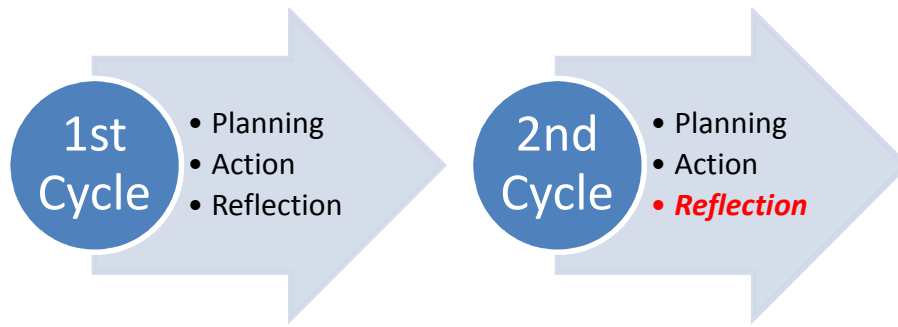 1st
Cycle
• Planning
• Action
• Reflection
2nd
Cycle
• Planning
• Action
• Reflection